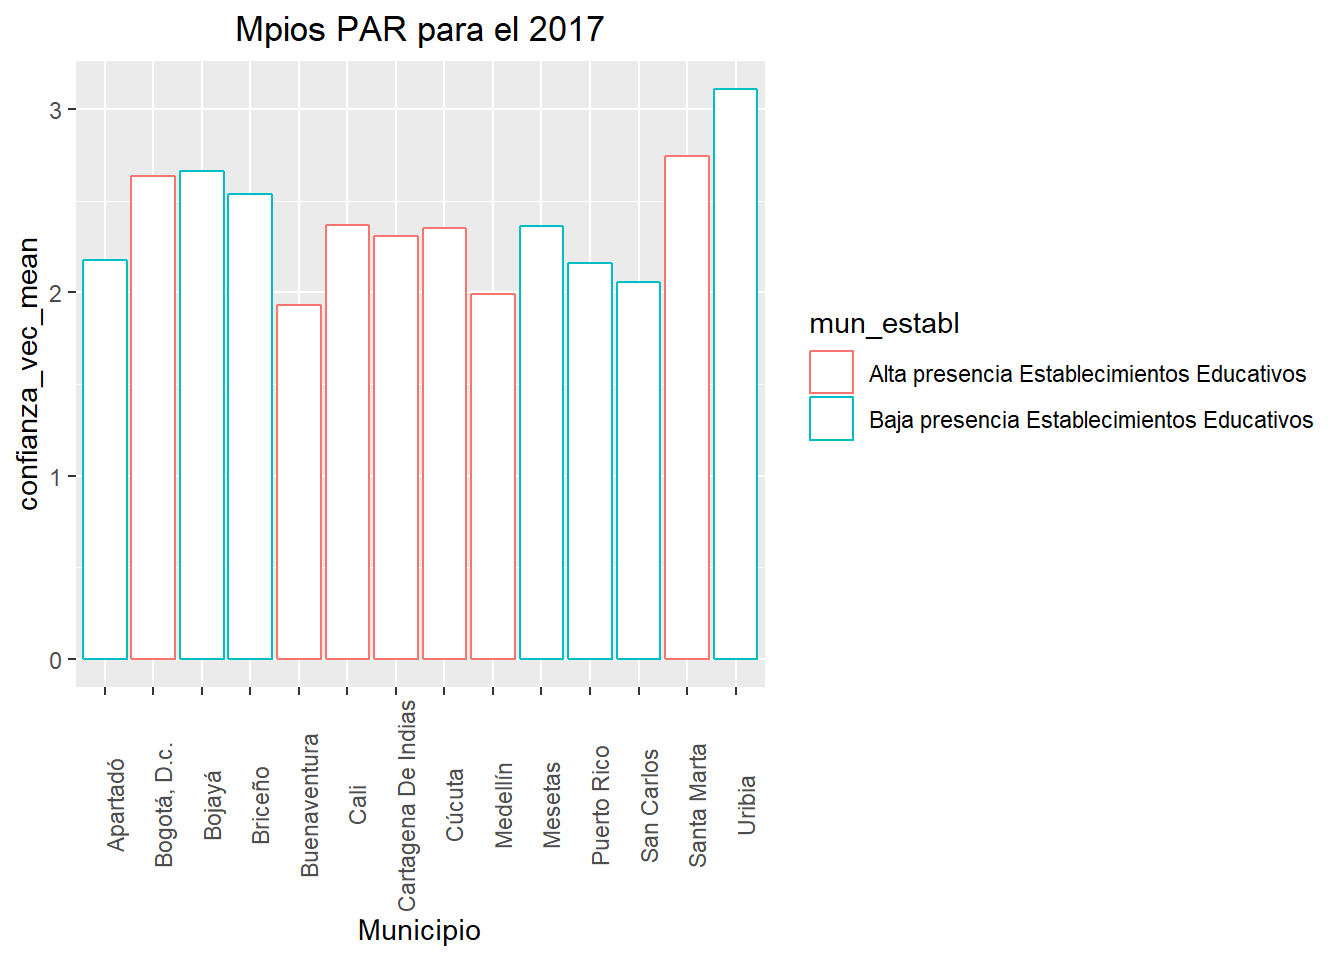 Mpios PAR para el 2017
confianza_vec_mean
3
2
1
0
Apartadó
Bogotá, D.c.
Bojayá
Briceño
Buenaventura
Cali
Cartagena De Indias
Cúcuta
Medellín
Mesetas
Puerto Rico
San Carlos
Santa Marta
Uribia
Municipio
mun_establ
Alta presencia Establecimientos Educativos
Baja presencia Establecimientos Educativos